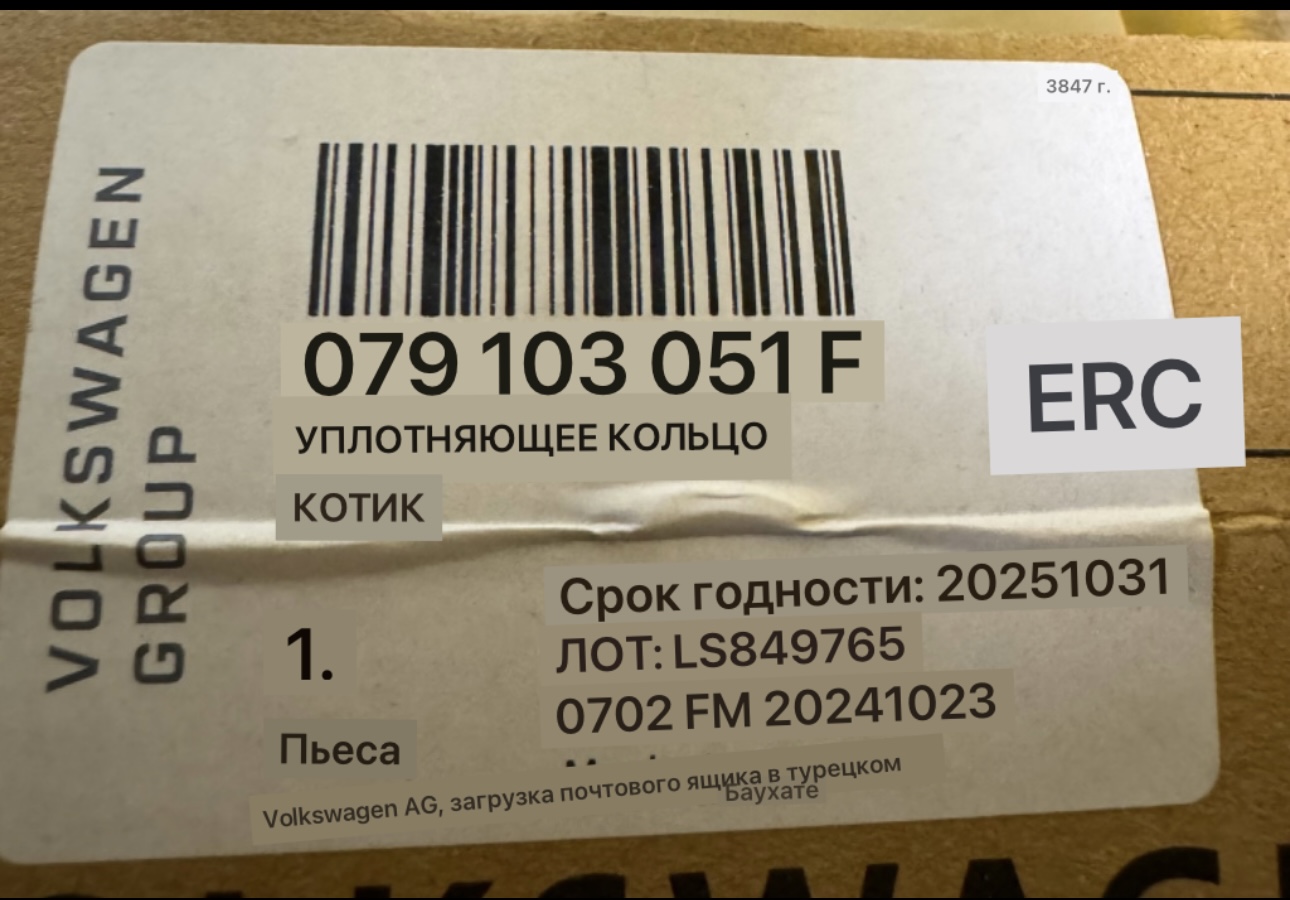 3847 г.
VOLKSWAGEN
GROUP
079 103 051 F
ERC
УПЛОТНЯЮЩЕЕ КОЛЬЦО
КОТИК
Срок годности: 20251031
1.
ЛОТ: LS849765
0702 FM 20241023
Пьеса
Volkswagen AG, загрузка почтового ящика в турецком
Баухате